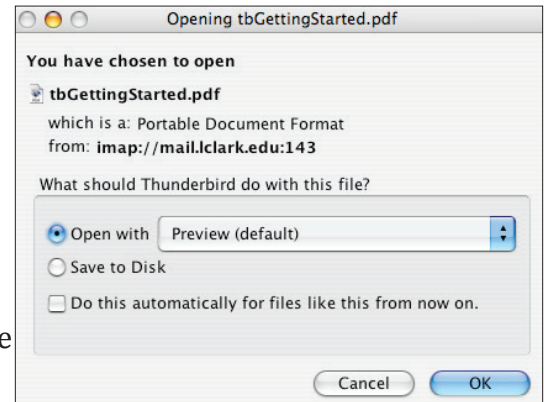 Opening tbGettingStarted.pdf
You have chosen to open
tbGettingStarted.pdf
which is a: Portable Document Format
from: imap://mail.lclark.edu:143
What should Thunderbird do with this file?
Open with Preview (default)
Save to Disk
Do this automatically for files like this from now on.
e
Cancel OK